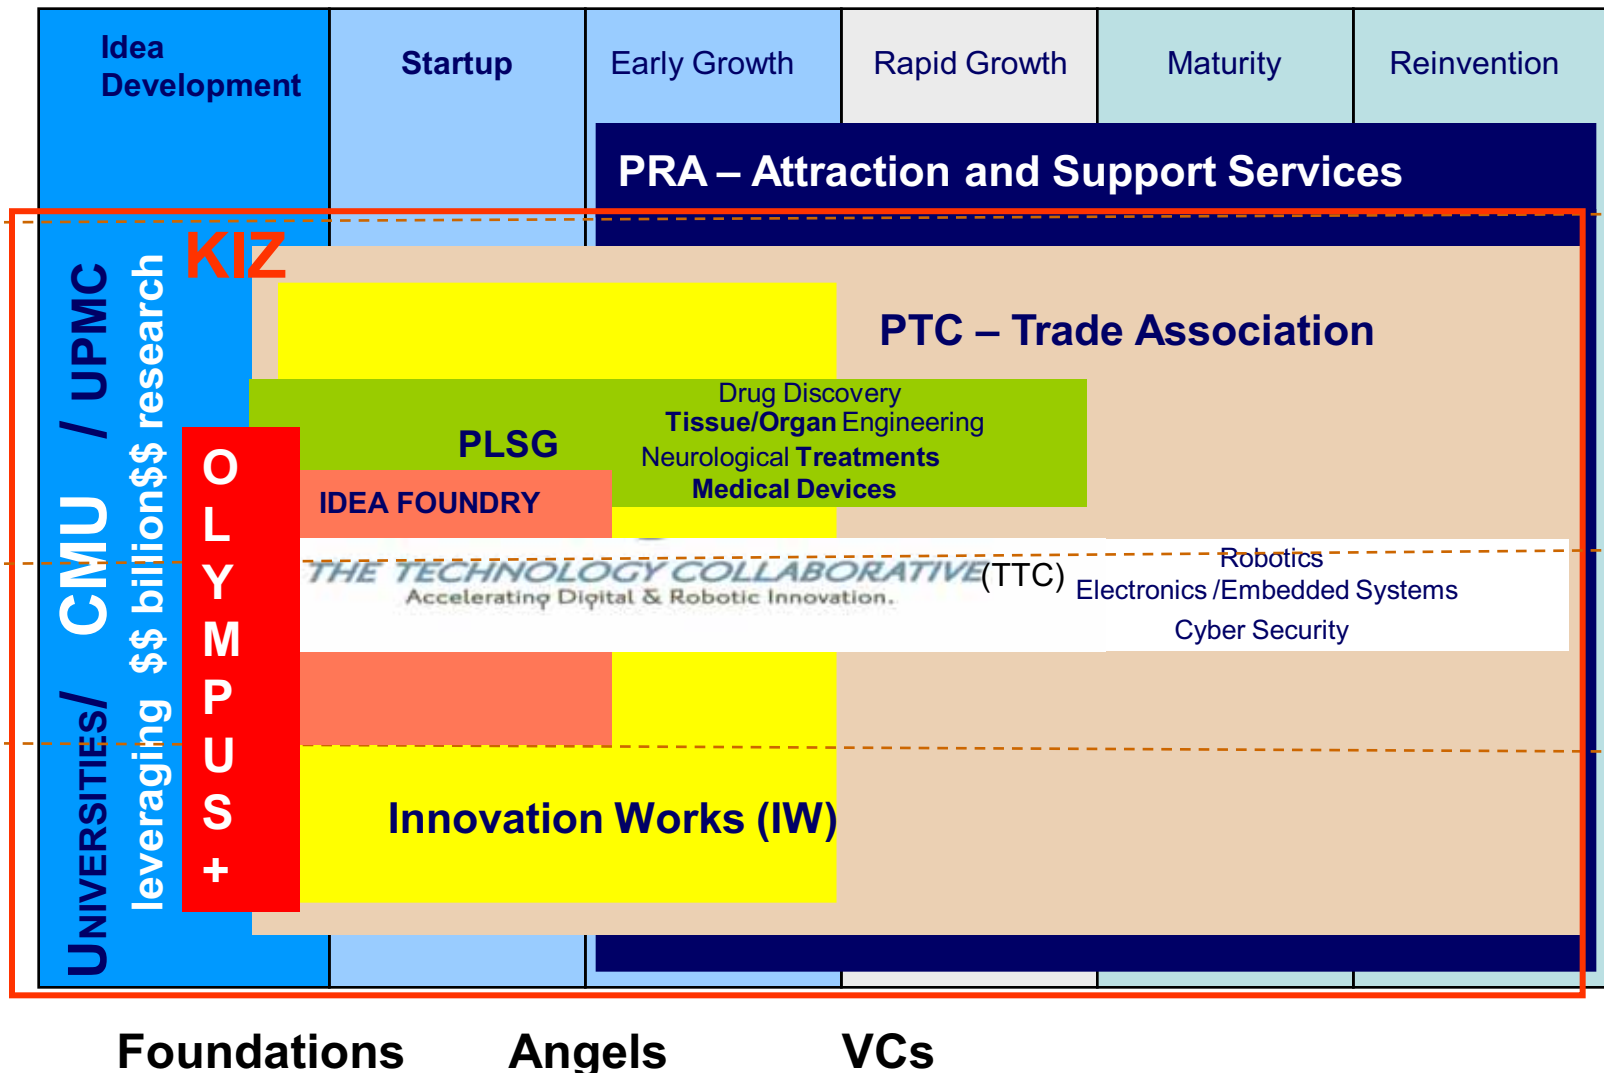 Idea
Development
Startup
Early Growth
Rapid Growth
Maturity
Reinvention
PRA – Attraction and Support Services
KIZ
UNIVERSITIES/ CMU / UPMC
leveraging $$ billion$$ research
PTC – Trade Association
Drug Discovery
Tissue/Organ Engineering
PLSG
Neurological Treatments
Medical Devices
OLYMPUS+
IDEA FOUNDRY
THE TECHNOLOGY COLLABORATIVE (TTC)
Accelerating Digital & Robotic Innovation.
Robotics
Electronics /Embedded Systems
Cyber Security
Innovation Works (IW)
Foundations
Angels
VCs